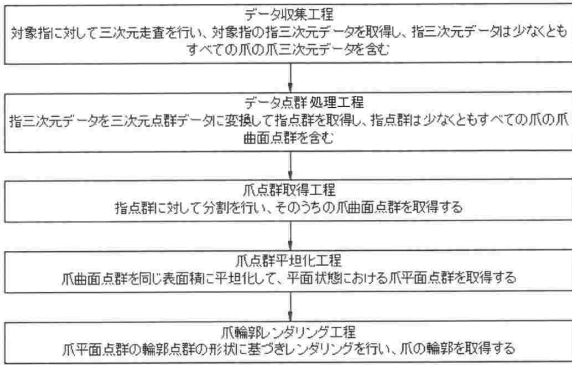 データ収集工程
対象指に対して三次元走査を行い、対象指の指三次元データを取得し、指三次元データは少なくとも
すべての爪の爪三次元データを含む
データ点群処理工程
指三次元データを三次元点群データに変換して指点群を取得し、指点群は少なくともすべての爪の爪
曲面点群を含む
爪点群取得工程
指点群に対して分割を行い、そのうちの爪曲面点群を取得する
爪点群平坦化工程
爪曲面点群を同じ表面積に平坦化して、平面状態における爪平面点群を取得する
爪輪郭レンダリング工程
爪平面点群の輪郭点群の形状に基づきレンダリングを行い、爪の輪郭を取得する